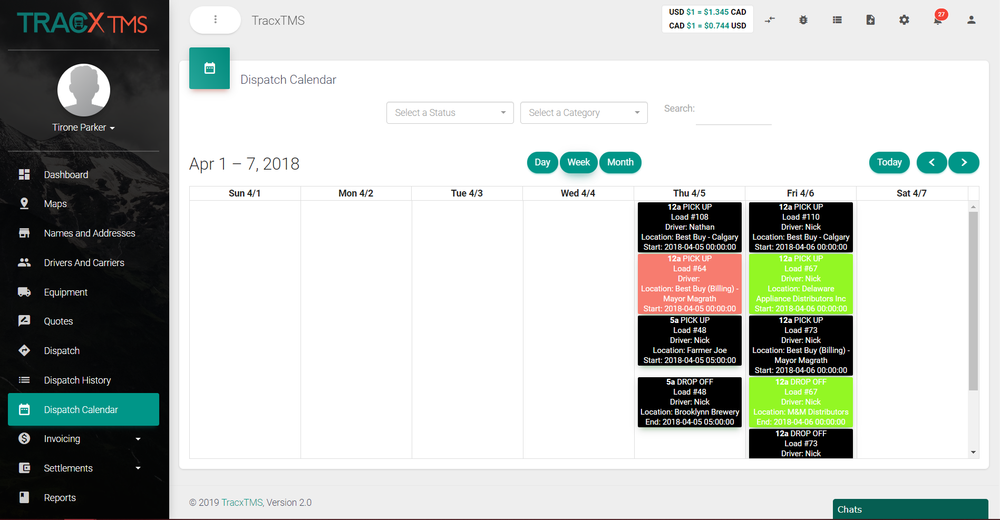 TRACX TMS
Tirone Parker
Dashboard
Maps
Names and Addresses
Drivers And Carriers
Equipment
Quotes
Dispatch
Dispatch History
Dispatch Calendar
Invoicing
Settlements
Reports
TracxTMS
USD $1 = $1.345 CAD
CAD $1 = $0.744 USD
27
Dispatch Calendar
Select a Status
Select a Category
Search:
Apr 1 – 7, 2018
Day
Week
Month
Today
Sun 4/1
Mon 4/2
Tue 4/3
Wed 4/4
Thu 4/5
Fri 4/6
Sat 4/7
12a PICK UP
Load #108
Driver: Nathan
Location: Best Buy - Calgary
Start: 2018-04-05 00:00:00
12a PICK UP
Load #64
Driver:
Location: Best Buy (Billing) -
Mayor Magrath
Start: 2018-04-05 00:00:00
5a PICK UP
Load #48
Driver: Nick
Location: Farmer Joe
Start: 2018-04-05 05:00:00
5a DROP OFF
Load #48
Driver: Nick
Location: Brooklynn Brewery
End: 2018-04-05 05:00:00
12a PICK UP
Load #110
Driver: Nick
Location: Best Buy - Calgary
Start: 2018-04-06 00:00:00
12a PICK UP
Load #67
Driver: Nick
Location: Delaware
Appliance Distributors Inc
Start: 2018-04-06 00:00:00
12a PICK UP
Load #73
Driver: Nick
Location: Best Buy (Billing) -
Mayor Magrath
Start: 2018-04-06 00:00:00
12a DROP OFF
Load #67
Driver: Nick
Location: M&M Distributors
End: 2018-04-06 00:00:00
12a DROP OFF
Load #73
Driver: Nick
© 2019 TracxTMS, Version 2.0
Chats